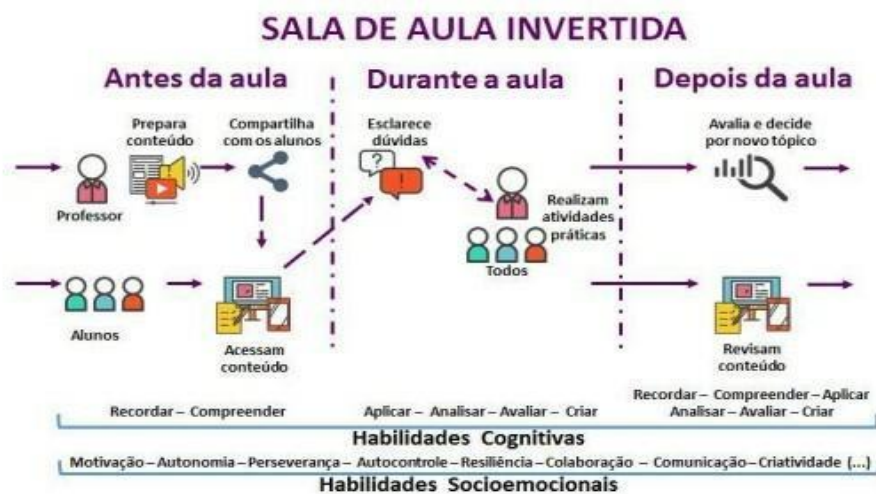 SALA DE AULA INVERTIDA
Antes da aula
Durante a aula
Depois da aula
Prepara
conteúdo
Compartilha
com os alunos
Esclarece
dúvidas
Avalia e decide
por novo tópico
Professor
Realizam
atividades
práticas
Todos
Alunos
Acessam
conteúdo
Revisam
conteúdo
Recordar – Compreender
Aplicar – Analisar – Avaliar – Criar
Recordar – Compreender – Aplicar
Analisar – Avaliar – Criar
Habilidades Cognitivas
Motivação – Autonomia – Perseverança – Autocontrole – Resiliência – Colaboração – Comunicação – Criatividade (...)
Habilidades Socioemocionais